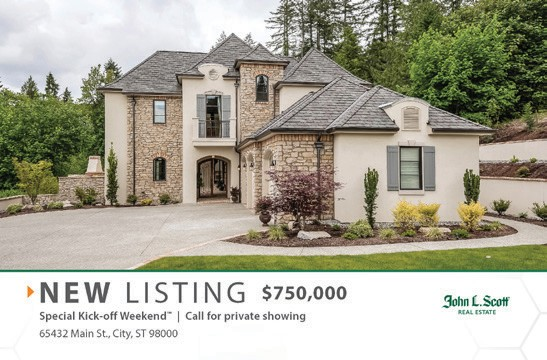 NEW LISTING $750,000
Special Kick-off Weekend™ | Call for private showing
65432 Main St., City, ST 98000
John L. Scott
REAL ESTATE